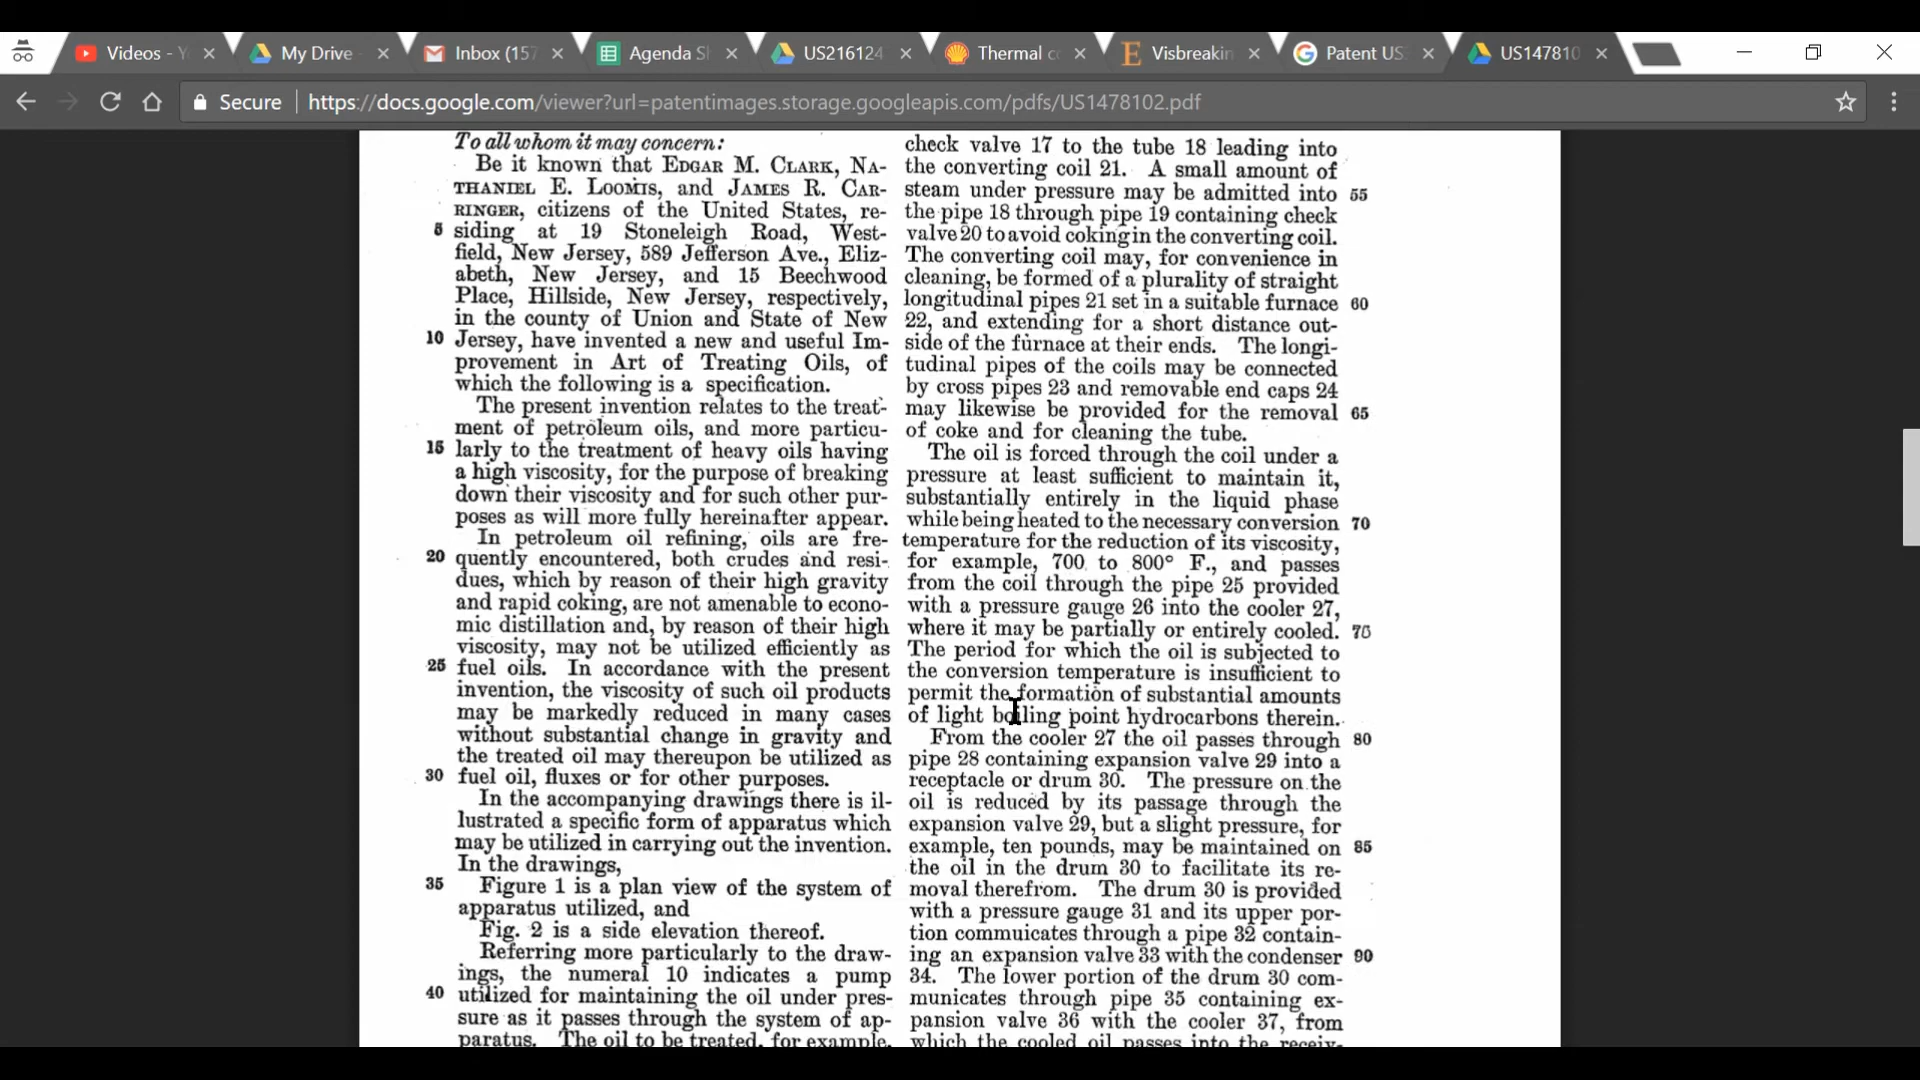 Videos - Y
My Drive
Inbox (157
Agenda S
US216124
Thermal c
Visbreakin
Patent US
US147810
Secure
https://docs.google.com/viewer?url=patentimages.storage.googleapis.com/pdfs/US1478102.pdf
To all whom it may concern:
Be it known that EDGAR M. CLARK, NA-
THANIEL E. LOOMIS, and JAMES R. CAR-
RINGER, citizens of the United States, re-
5 siding at 19 Stoneleigh Road, West-
field, New Jersey, 589 Jefferson Ave., Eliz-
abeth, New Jersey, and 15 Beechwood
Place, Hillside, New Jersey, respectively,
in the county of Union and State of New
10 Jersey, have invented a new and useful Im-
provement in Art of Treating Oils, of
which the following is a specification.
The present invention relates to the treat-
ment of petroleum oils, and more particu-
15 larly to the treatment of heavy oils having
a high viscosity, for the purpose of breaking
down their viscosity and for such other pur-
poses as will more fully hereinafter appear.
In petroleum oil refining, oils are fre-
20 quently encountered, both crudes and resi-
dues, which by reason of their high gravity
and rapid coking, are not amenable to econo-
mic distillation and, by reason of their high
viscosity, may not be utilized efficiently as
25 fuel oils. In accordance with the present
invention, the viscosity of such oil products
may be markedly reduced in many cases
without substantial change in gravity and
the treated oil may thereupon be utilized as
30 fuel oil, fluxes or for other purposes.
In the accompanying drawings there is il-
lustrated a specific form of apparatus which
may be utilized in carrying out the invention.
In the drawings,
35 Figure 1 is a plan view of the system of
apparatus utilized, and
Fig. 2 is a side elevation thereof.
Referring more particularly to the draw-
ings, the numeral 10 indicates a pump
40 utilized for maintaining the oil under pres-
sure as it passes through the system of ap-
paratus. The oil to be treated, for example,
check valve 17 to the tube 18 leading into
the converting coil 21. A small amount of
steam under pressure may be admitted into 55
the pipe 18 through pipe 19 containing check
valve 20 to avoid coking in the converting coil.
The converting coil may, for convenience in
cleaning, be formed of a plurality of straight
longitudinal pipes 21 set in a suitable furnace 60
22, and extending for a short distance out-
side of the furnace at their ends. The longi-
tudinal pipes of the coils may be connected
by cross pipes 23 and removable end caps 24
may likewise be provided for the removal 65
of coke and for cleaning the tube.
The oil is forced through the coil under a
pressure at least sufficient to maintain it,
substantially entirely in the liquid phase
while being heated to the necessary conversion 70
temperature for the reduction of its viscosity,
for example, 700 to 800° F., and passes
from the coil through the pipe 25 provided
with a pressure gauge 26 into the cooler 27,
where it may be partially or entirely cooled. 75
The period for which the oil is subjected to
the conversion temperature is insufficient to
permit the formation of substantial amounts
of light boiling point hydrocarbons therein.
From the cooler 27 the oil passes through 80
pipe 28 containing expansion valve 29 into a
receptacle or drum 30. The pressure on the
oil is reduced by its passage through the
expansion valve 29, but a slight pressure, for
example, ten pounds, may be maintained on 85
the oil in the drum 30 to facilitate its re-
moval therefrom. The drum 30 is provided
with a pressure gauge 31 and its upper por-
tion commuicates through a pipe 32 contain-
ing an expansion valve 33 with the condenser 90
34. The lower portion of the drum 30 com-
municates through pipe 35 containing ex-
pansion valve 36 with the cooler 37, from
which the cooled oil passes into the receiv-